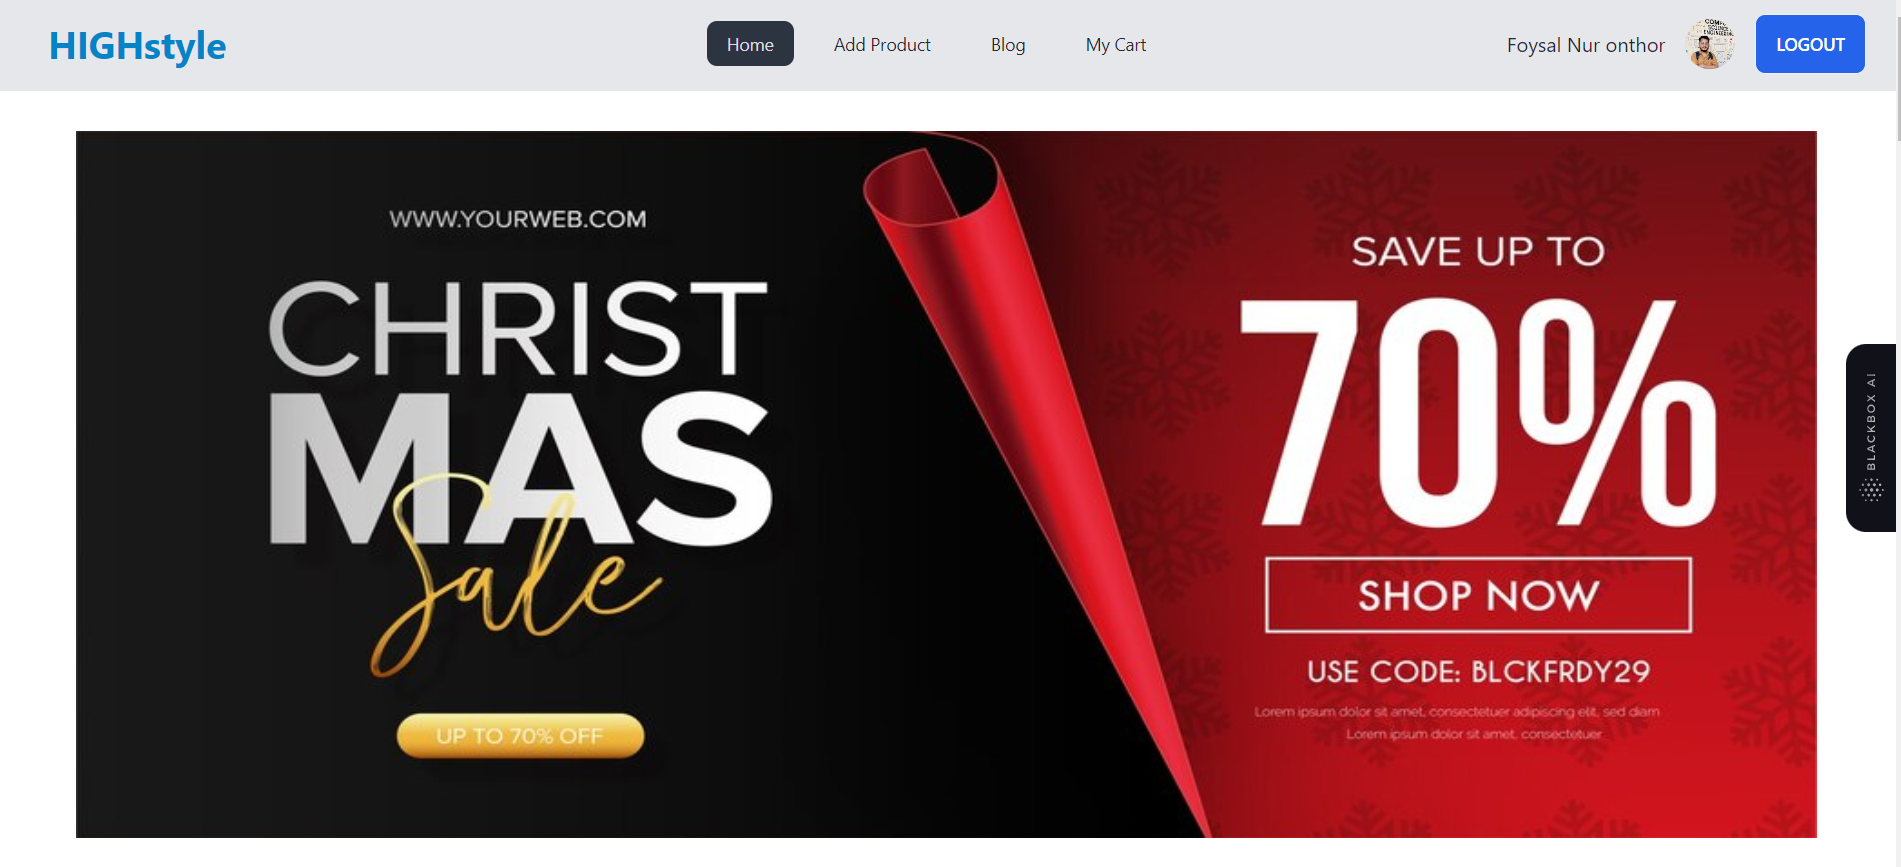 HIGHstyle
Home
Add Product
Blog
My Cart
Foysal Nur onthor
LOGOUT
WWW.YOURWEB.COM
CHRIST
MAS
Sale
UP TO 70% OFF
SAVE UP TO
70%
SHOP NOW
USE CODE: BLCKFRDY29
Lorem ipsum dolor sit amet, consectetuer adipiscing elit, sed diam
Lorem ipsum dolor sit amet, consectetuer
BLACKBOX AI